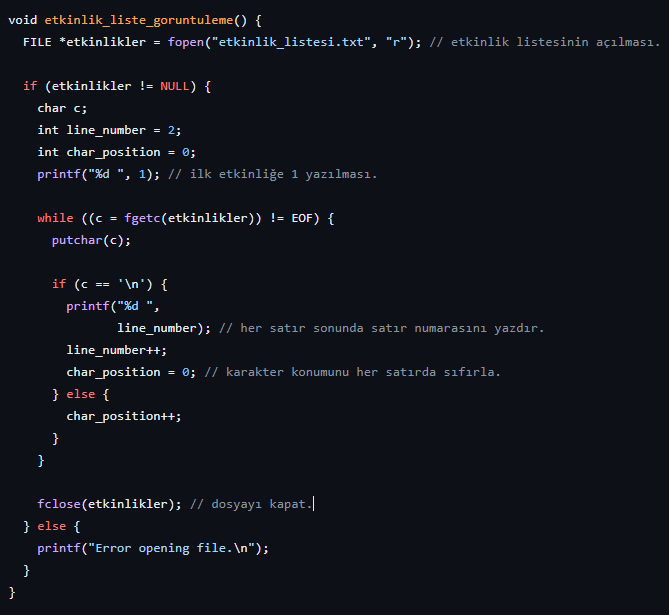 void etkinlik_liste_goruntuleme() {
  FILE *etkinlikler = fopen("etkinlik_listesi.txt", "r"); // etkinlik listesinin açılması.

  if (etkinlikler != NULL) {
    char c;
    int line_number = 2;
    int char_position = 0;
    printf("%d ", 1); // ilk etkinliğe 1 yazılması.

    while ((c = fgetc(etkinlikler)) != EOF) {
      putchar(c);

      if (c == '\n') {
        printf("%d ",
               line_number); // her satır sonunda satır numarasını yazdır.
        line_number++;
        char_position = 0; // karakter konumunu her satırda sıfırla.
      } else {
        char_position++;
      }
    }

    fclose(etkinlikler); // dosyayı kapat.
  } else {
    printf("Error opening file.\n");
  }
}